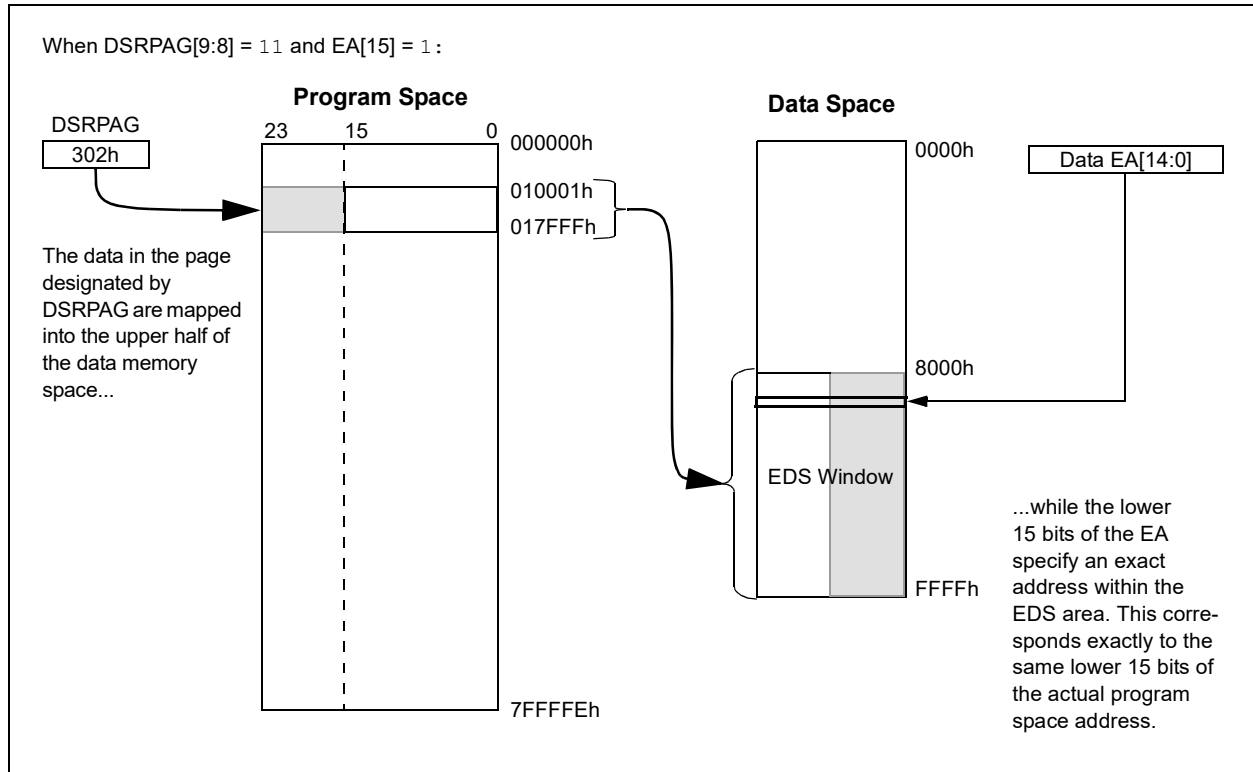 When DSRPAG[9:8] = 11 and EA[15] = 1:
Program Space
Data Space
DSRPAG
302h
23
15
0
000000h
010001h
017FFFh
0000h
Data EA[14:0]
The data in the page
designated by
DSRPAG are mapped
into the upper half of
the data memory
space...
8000h
EDS Window
FFFFh
...while the lower
15 bits of the EA
specify an exact
address within the
EDS area. This corre-
sponds exactly to the
same lower 15 bits of
the actual program
space address.
7FFFFEh